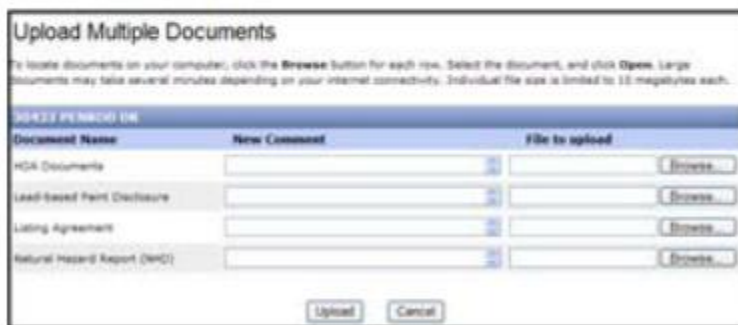 Upload Multiple Documents
To locate documents on your computer, click the Browse button for each row. Select the document, and click Open. Large
documents may take several minutes depending on your internet connectivity. Individual file size is limited to 10 megabytes each.
30433 PENROD DR
Document Name New Comment File to upload
HOA Documents Browse...
Lead-based Paint Disclosure Browse...
Listing Agreement Browse...
Natural Hazard Report (NHD) Browse...
Upload Cancel